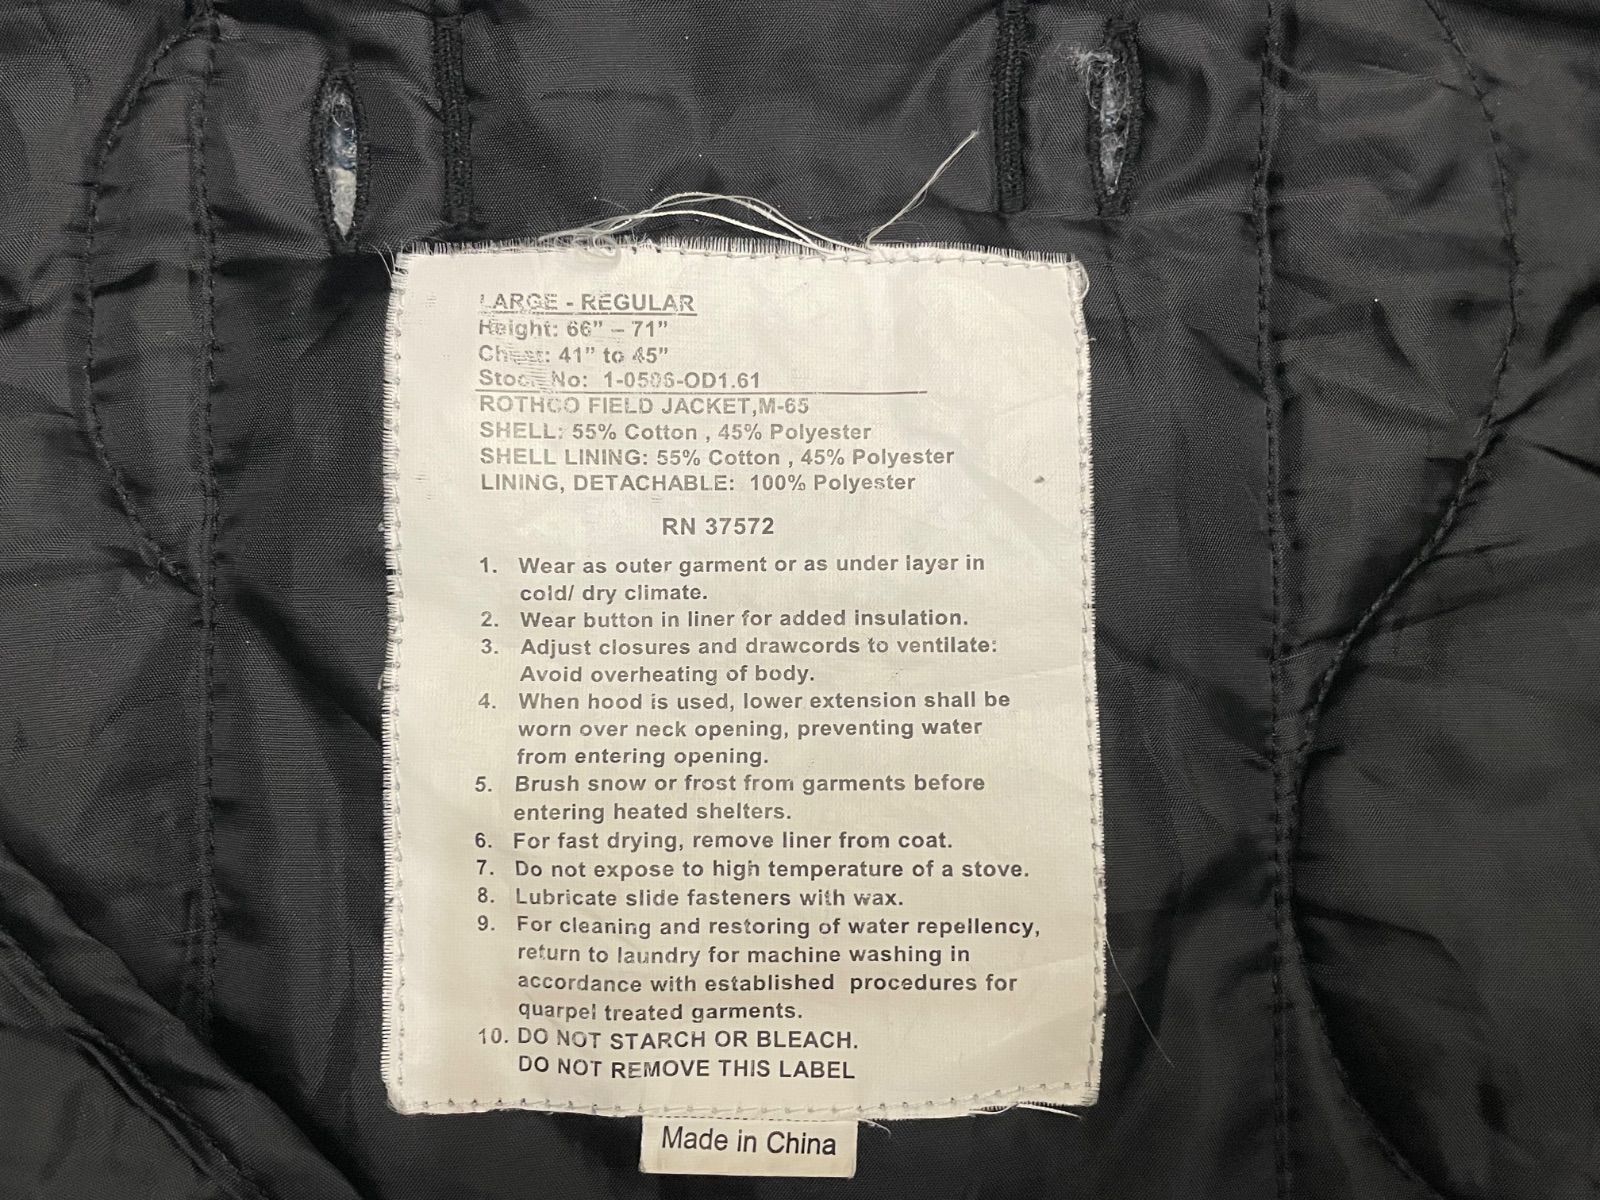 LARGE - REGULAR
Height: 66” – 71”
Chest: 41” to 45”
Stock No: 1-0506-OD1.61
ROTHCO FIELD JACKET,M-65
SHELL: 55% Cotton , 45% Polyester
SHELL LINING: 55% Cotton , 45% Polyester
LINING, DETACHABLE: 100% Polyester
RN 37572
1. Wear as outer garment or as under layer in
cold/ dry climate.
2. Wear button in liner for added insulation.
3. Adjust closures and drawcords to ventilate:
Avoid overheating of body.
4. When hood is used, lower extension shall be
worn over neck opening, preventing water
from entering opening.
5. Brush snow or frost from garments before
entering heated shelters.
6. For fast drying, remove liner from coat.
7. Do not expose to high temperature of a stove.
8. Lubricate slide fasteners with wax.
9. For cleaning and restoring of water repellency,
return to laundry for machine washing in
accordance with established procedures for
quarpel treated garments.
10. DO NOT STARCH OR BLEACH.
DO NOT REMOVE THIS LABEL
Made in China